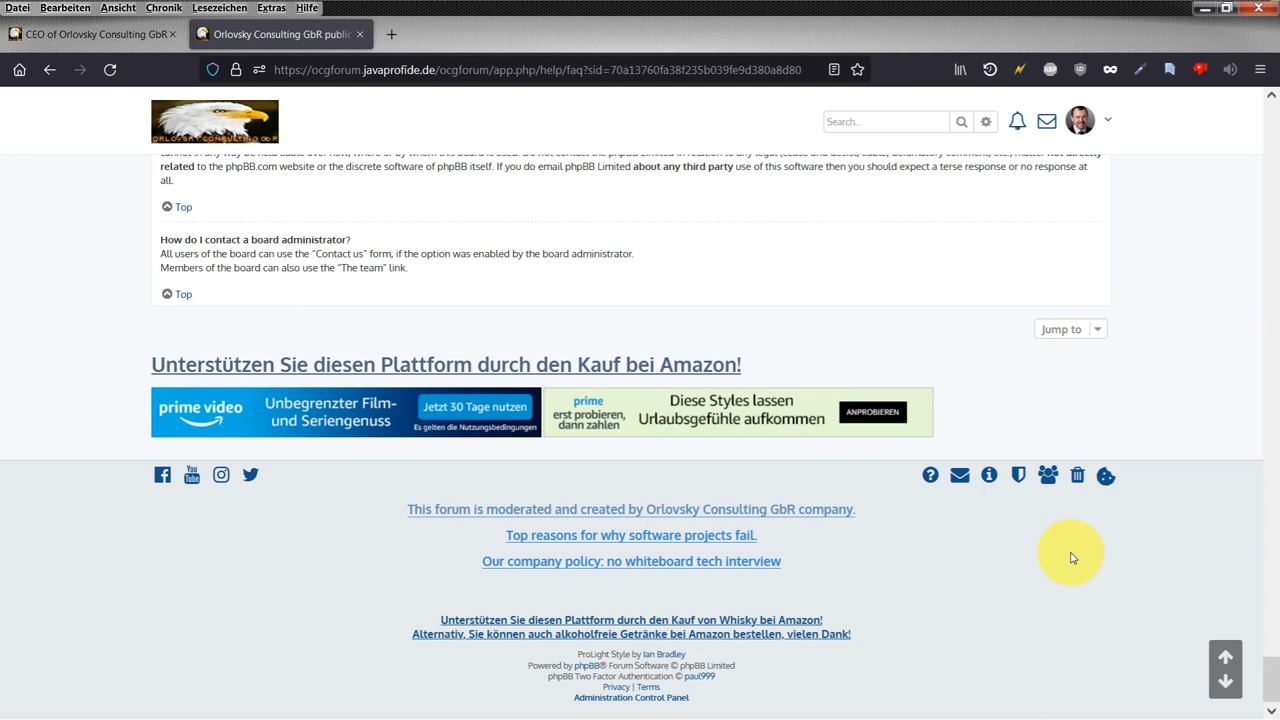 Datei Bearbeiten Ansicht Chronik Lesezeichen Extras Hilfe
CEO of Orlovsky Consulting GbR
Orlovsky Consulting GbR public
https://ocgforum.javaprofide.de/ocgforum/app.php/help/faq?sid=70a13760fa38f235b039fe9d380a8d80
ORLOVSKY CONSULTING GbR
Search...
related to the phpBB.com website or the discrete software of phpBB itself. If you do email phpBB Limited about any third party use of this software then you should expect a terse response or no response at
all.
Top
How do I contact a board administrator?
All users of the board can use the “Contact us” form, if the option was enabled by the board administrator.
Members of the board can also use the “The team” link.
Top
Jump to
Unterstützen Sie diesen Plattform durch den Kauf bei Amazon!
prime video
Unbegrenzter Film-
und Seriengenuss
Jetzt 30 Tage nutzen
Es gelten die Nutzungsbedingungen
prime
erst probieren,
dann zahlen
Diese Styles lassen
Urlaubsgefühle aufkommen
ANPROBIEREN
You
Tube
This forum is moderated and created by Orlovsky Consulting GbR company.
Top reasons for why software projects fail.
Our company policy: no whiteboard tech interview
Unterstützen Sie diesen Plattform durch den Kauf von Whisky bei Amazon!
Alternativ, Sie können auch alkoholfreie Getränke bei Amazon bestellen, vielen Dank!
ProLight Style by Ian Bradley
Powered by phpBB® Forum Software © phpBB Limited
phpBB Two Factor Authentication © paul999
Privacy | Terms
Administration Control Panel